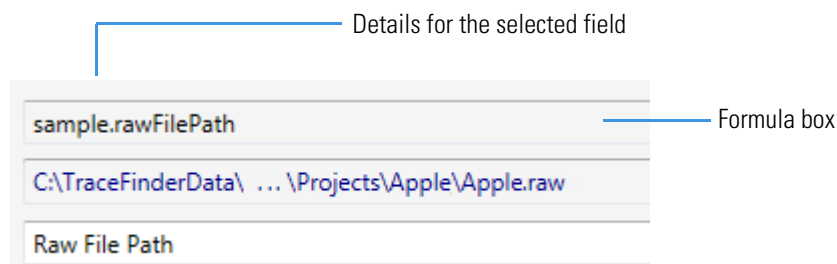 Details for the selected field
sample.rawFilePath
Formula box
C:\TraceFinderData\ ... \Projects\Apple\Apple.raw
Raw File Path